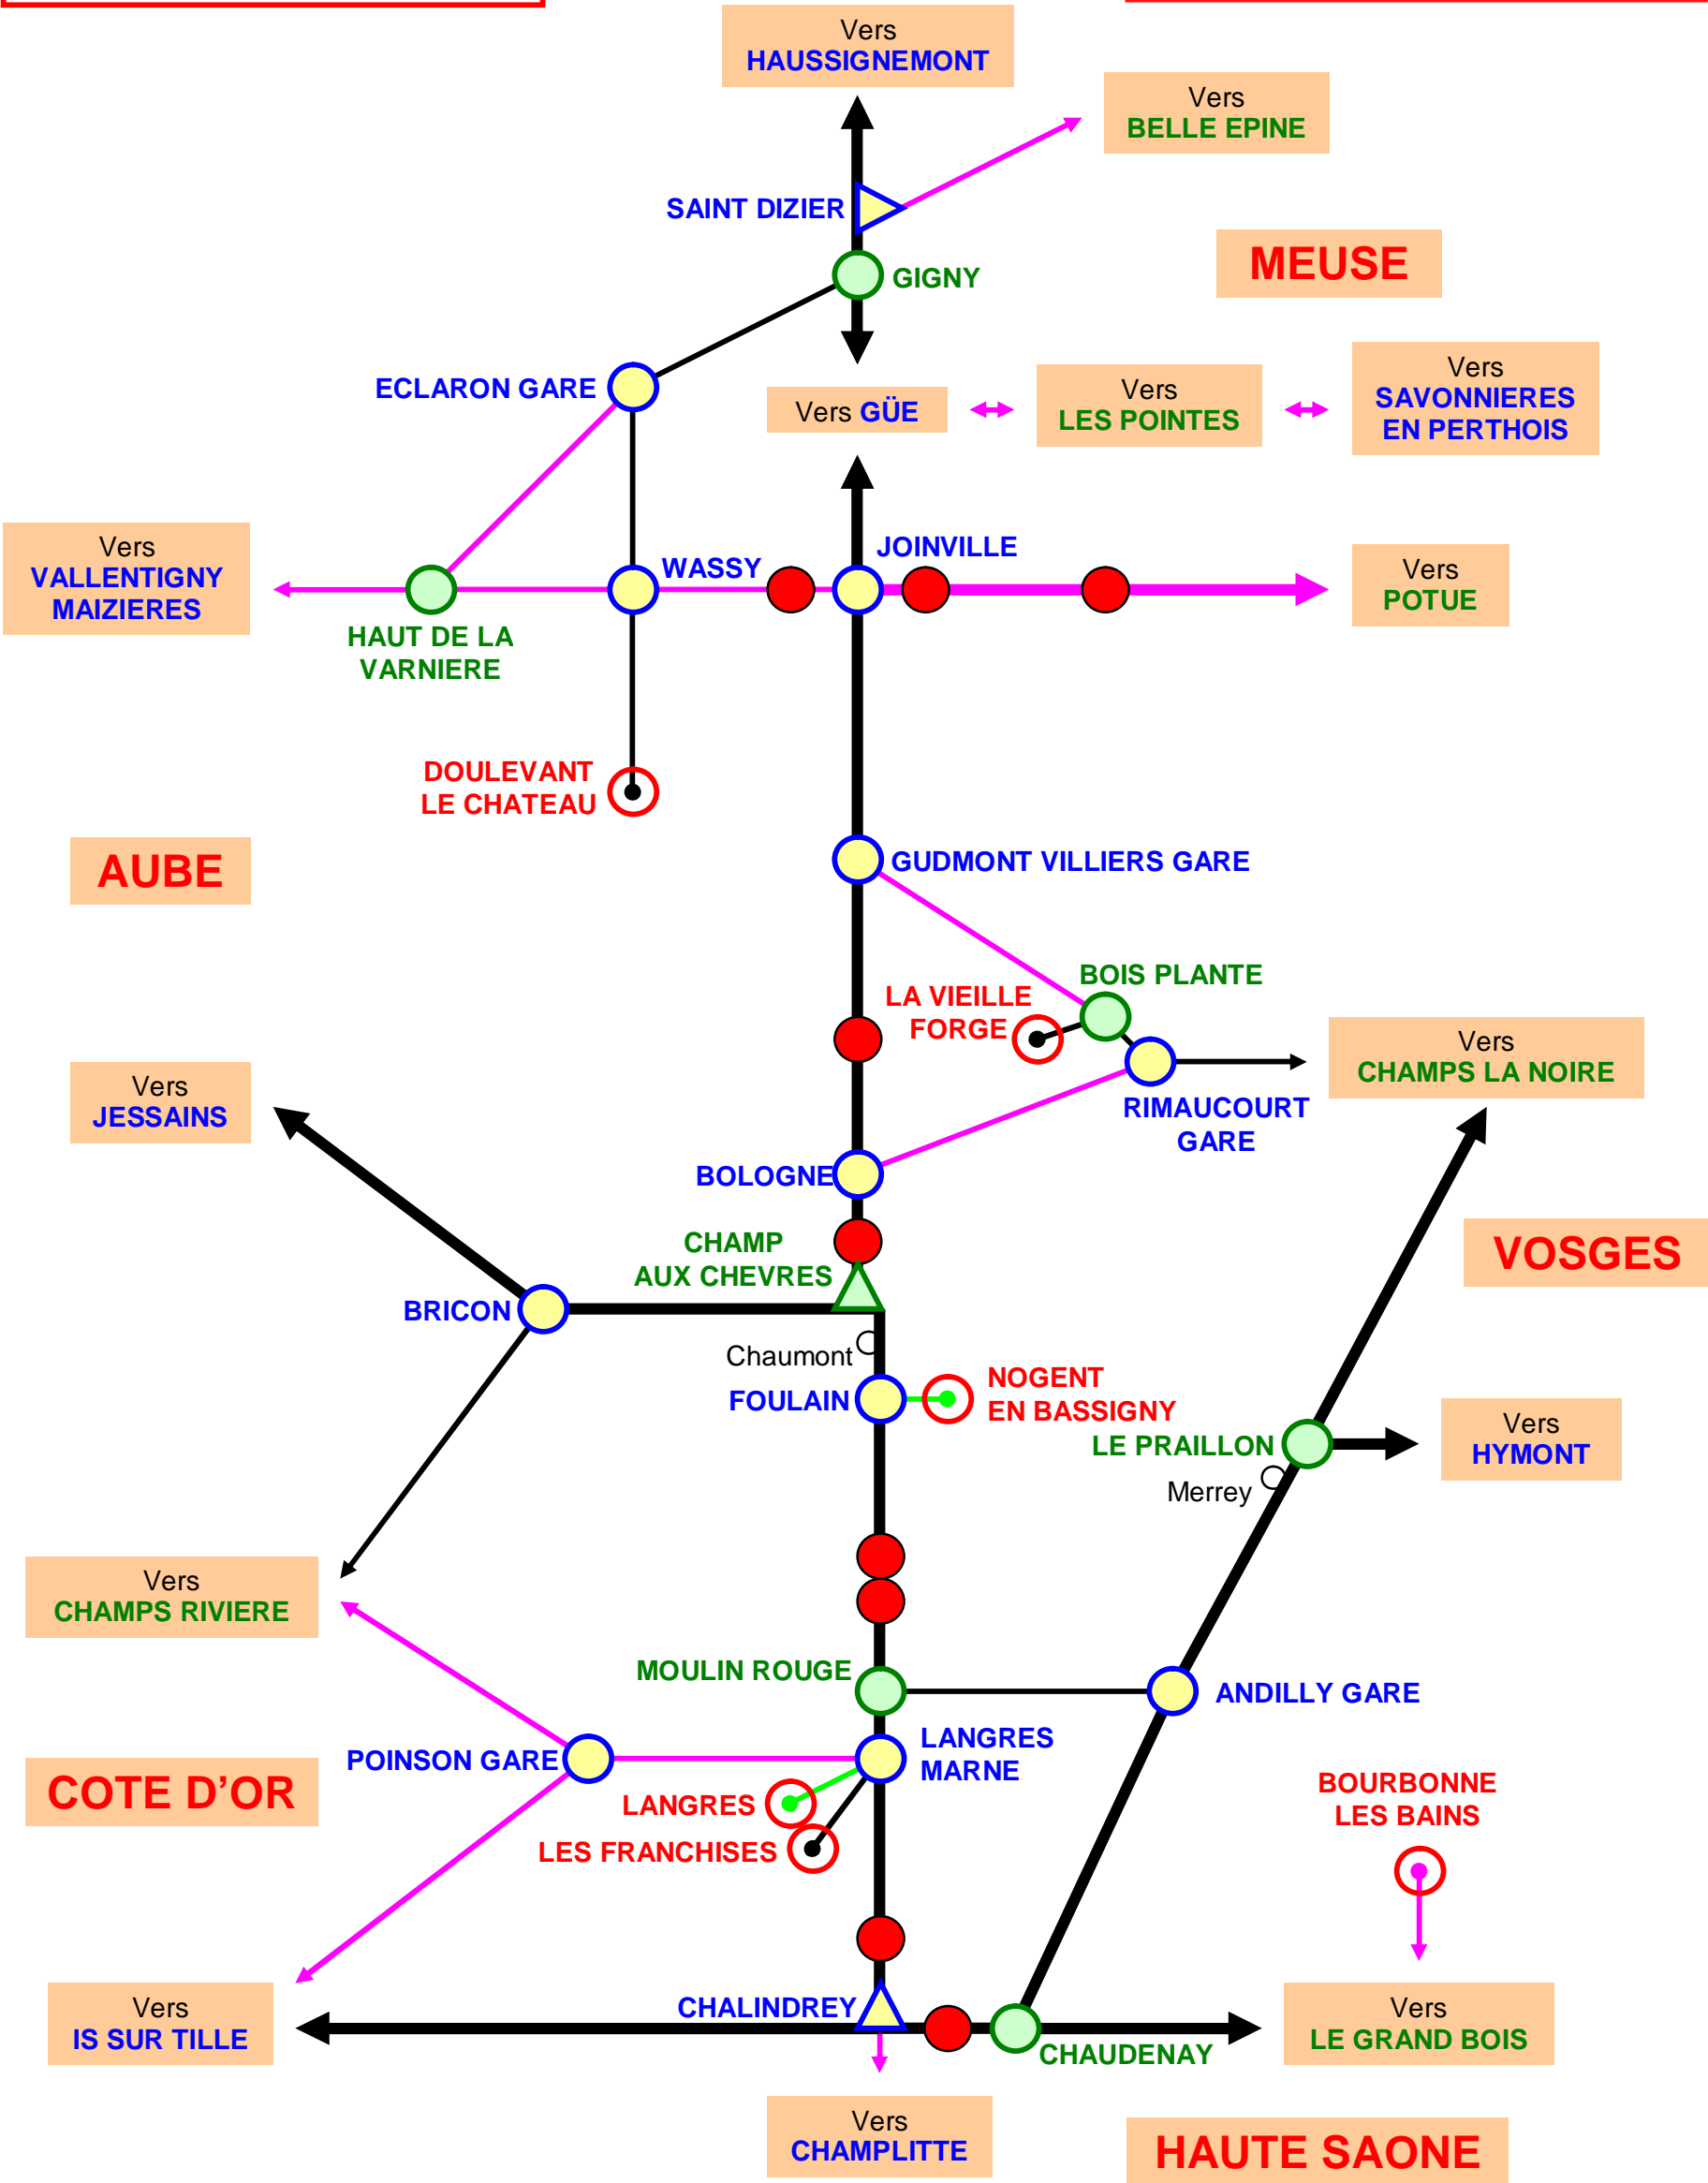 Vers
HAUSSIGNEMONT
Vers
BELLE EPINE
SAINT DIZIER
GIGNY
MEUSE
ECLARON GARE
Vers GÜE
Vers
LES POINTES
Vers
SAVONNIERES
EN PERTHOIS
Vers
VALLENTIGNY
MAIZIERES
WASSY
JOINVILLE
Vers
POTUE
HAUT DE LA
VARNIERE
DOULEVANT
LE CHATEAU
AUBE
GUDMONT VILLIERS GARE
BOIS PLANTE
LA VIEILLE
FORGE
Vers
CHAMPS LA NOIRE
Vers
JESSAINS
RIMAUCOURT
GARE
BOLOGNE
CHAMP
AUX CHEVRES
VOSGES
BRICON
Chaumont
FOULAIN
NOGENT
EN BASSIGNY
LE PRAILLON
Vers
HYMONT
Merrey
Vers
CHAMPS RIVIERE
MOULIN ROUGE
ANDILLY GARE
POINSON GARE
LANGRES
MARNE
COTE D'OR
LANGRES
LES FRANCHISES
BOURBONNE
LES BAINS
Vers
IS SUR TILLE
CHALINDREY
CHAUDENAY
Vers
LE GRAND BOIS
Vers
CHAMPLITTE
HAUTE SAONE